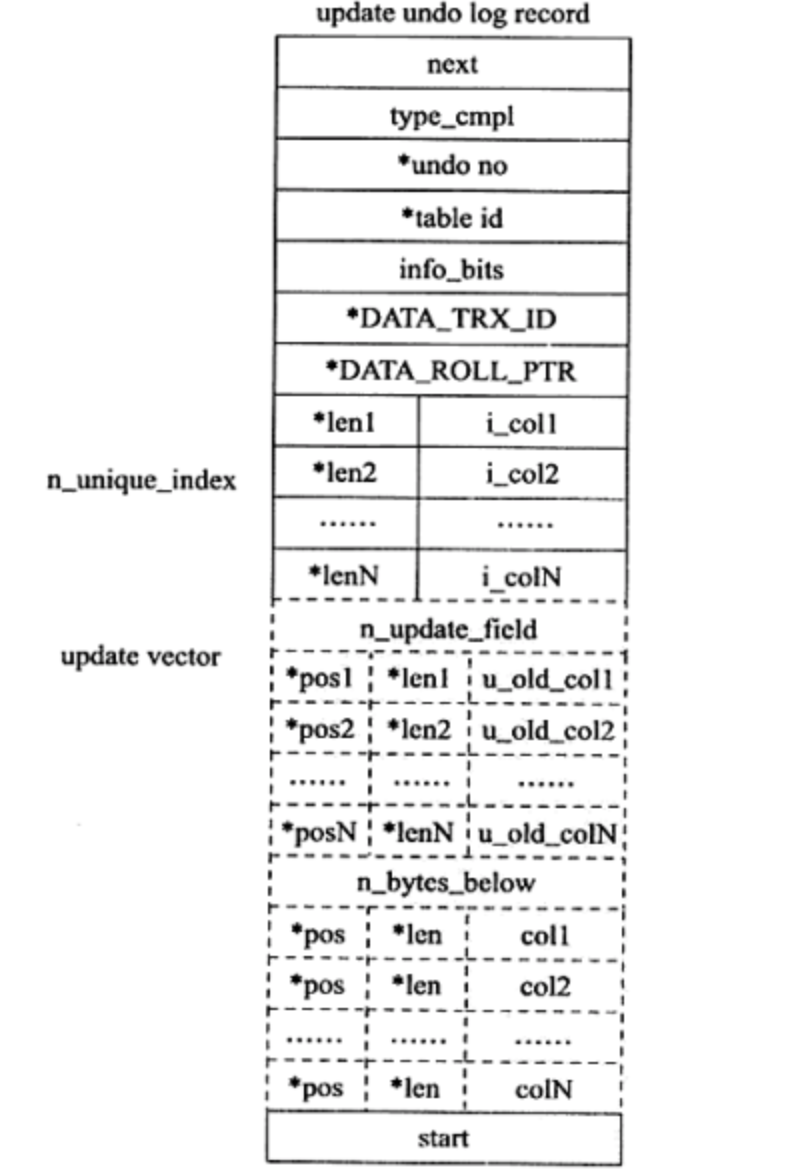 update undo log record
next
type_cmpl
*undo no
*table id
info_bits
*DATA_TRX_ID
*DATA_ROLL_PTR
*len1 i_col1
n_unique_index *len2 i_col2
...... ......
*lenN i_colN
n_update_field
update vector
*pos1 *len1 u_old_col1
*pos2 *len2 u_old_col2
...... ...... ......
*posN *lenN u_old_colN
n_bytes_below
*pos *len col1
*pos *len col2
...... ...... ......
*pos *len colN
start